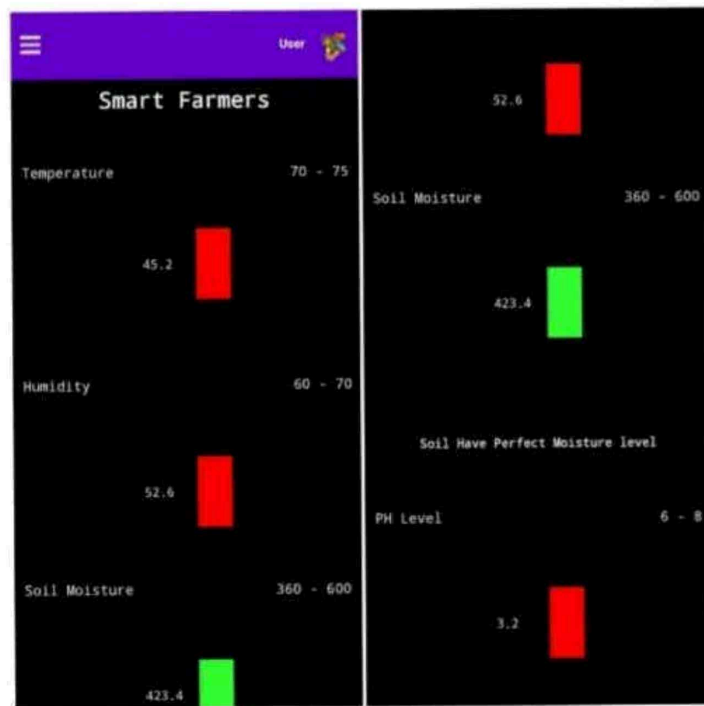 User
Smart Farmers
Temperature 70 - 75
45.2
Humidity 60 - 70
52.6
Soil Moisture 360 - 600
423.4
52.6
Soil Moisture 360 - 600
423.4
Soil Have Perfect Moisture level
PH Level 6 - 8
3.2